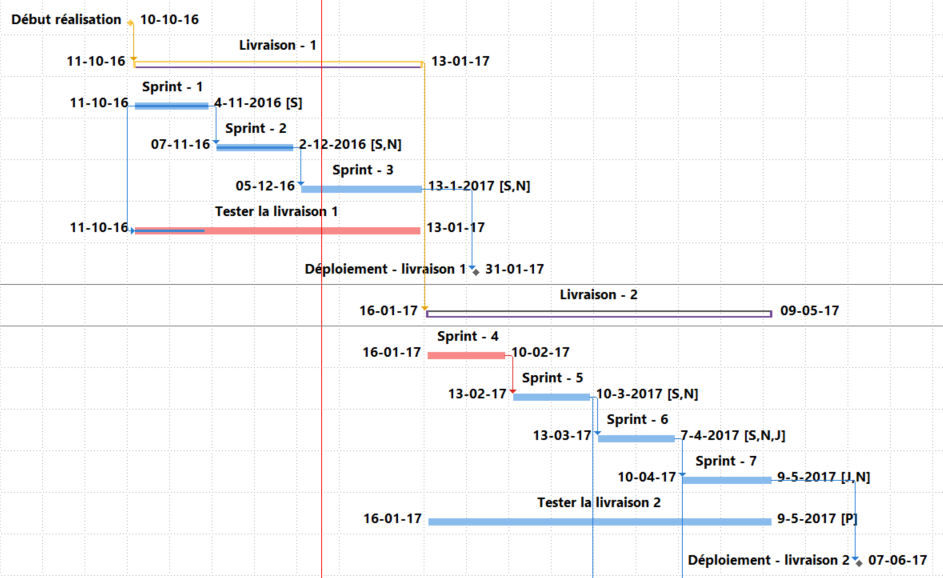 Début réalisation 10-10-16
Livraison - 1
11-10-16 13-01-17
Sprint - 1
11-10-16 4-11-2016 [S]
Sprint - 2
07-11-16 2-12-2016 [S,N]
Sprint - 3
05-12-16 13-1-2017 [S,N]
Tester la livraison 1
11-10-16 13-01-17
Déploiement - livraison 1 31-01-17
Livraison - 2
16-01-17 09-05-17
Sprint - 4
16-01-17 10-02-17
Sprint - 5
13-02-17 10-3-2017 [S,N]
Sprint - 6
13-03-17 7-4-2017 [S,N,J]
Sprint - 7
10-04-17 9-5-2017 [J,N]
Tester la livraison 2
16-01-17 9-5-2017 [P]
Déploiement - livraison 2 07-06-17